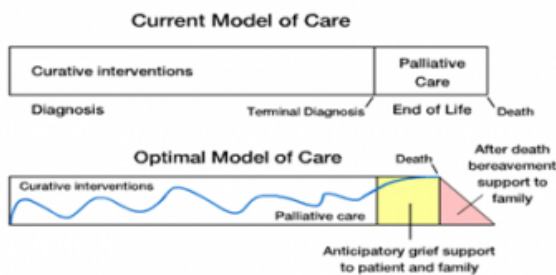 Current Model of Care
Curative interventions
Palliative
Care
Diagnosis
Terminal Diagnosis
End of Life
Death
Optimal Model of Care
Death
After death
bereavement
support to
family
Curative interventions
Palliative care
Anticipatory grief support
to patient and family